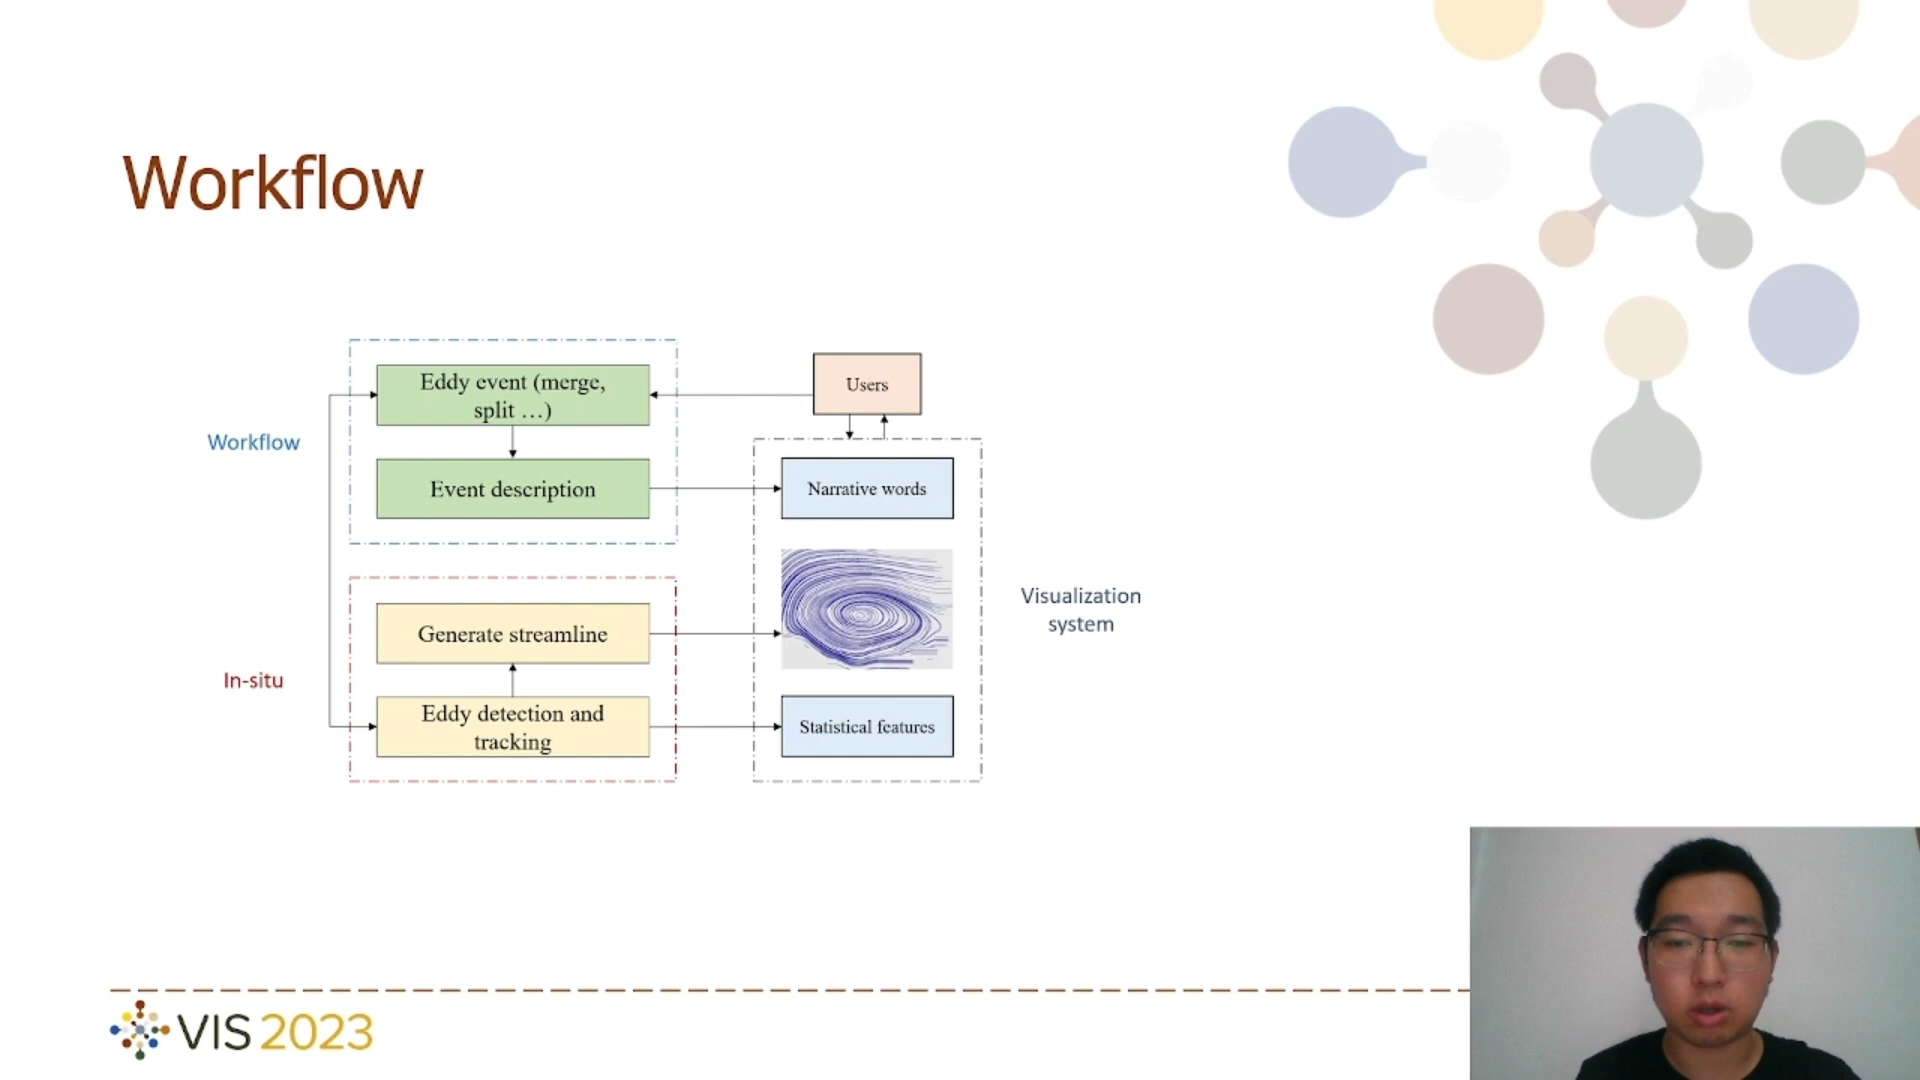 Workflow
Eddy event (merge,
split …)
Users
Workflow
Event description
Narrative words
Generate streamline
Visualization
system
In-situ
Eddy detection and
tracking
Statistical features
VIS 2023